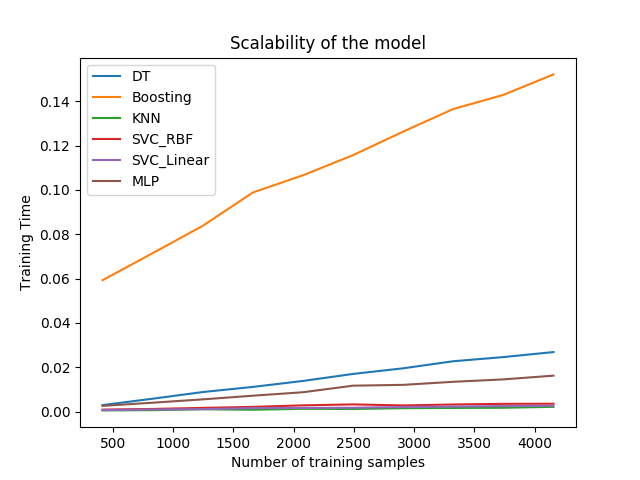 Scalability of the model
DT
Boosting
KNN
SVC_RBF
SVC_Linear
MLP
Training Time
0.14
0.12
0.10
0.08
0.06
0.04
0.02
0.00
500 1000 1500 2000 2500 3000 3500 4000
Number of training samples